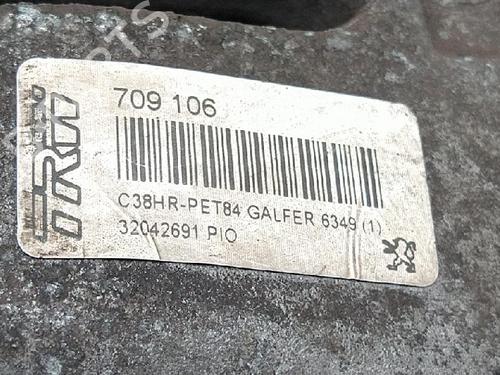 TRW
709 106
C38HR-PET84 GALFER 6349 (1)
32042691 PIO